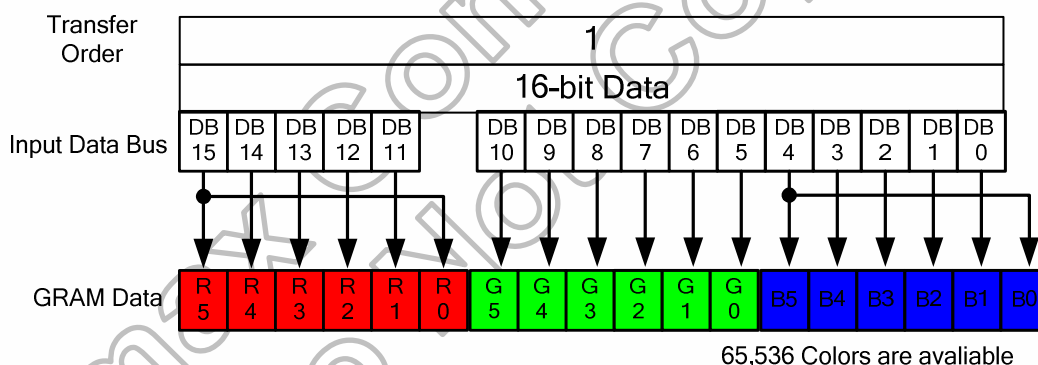 Transfer
Order
1
16-bit Data
Input Data Bus
DB DB DB DB DB DB DB DB DB DB DB DB DB DB DB DB
15 14 13 12 11 10 9 8 7 6 5 4 3 2 1 0
GRAM Data
R R R R R R G G G G G G B5 B4 B3 B2 B1 B0
5 4 3 2 1 0 5 4 3 2 1 0
65,536 Colors are avaliable